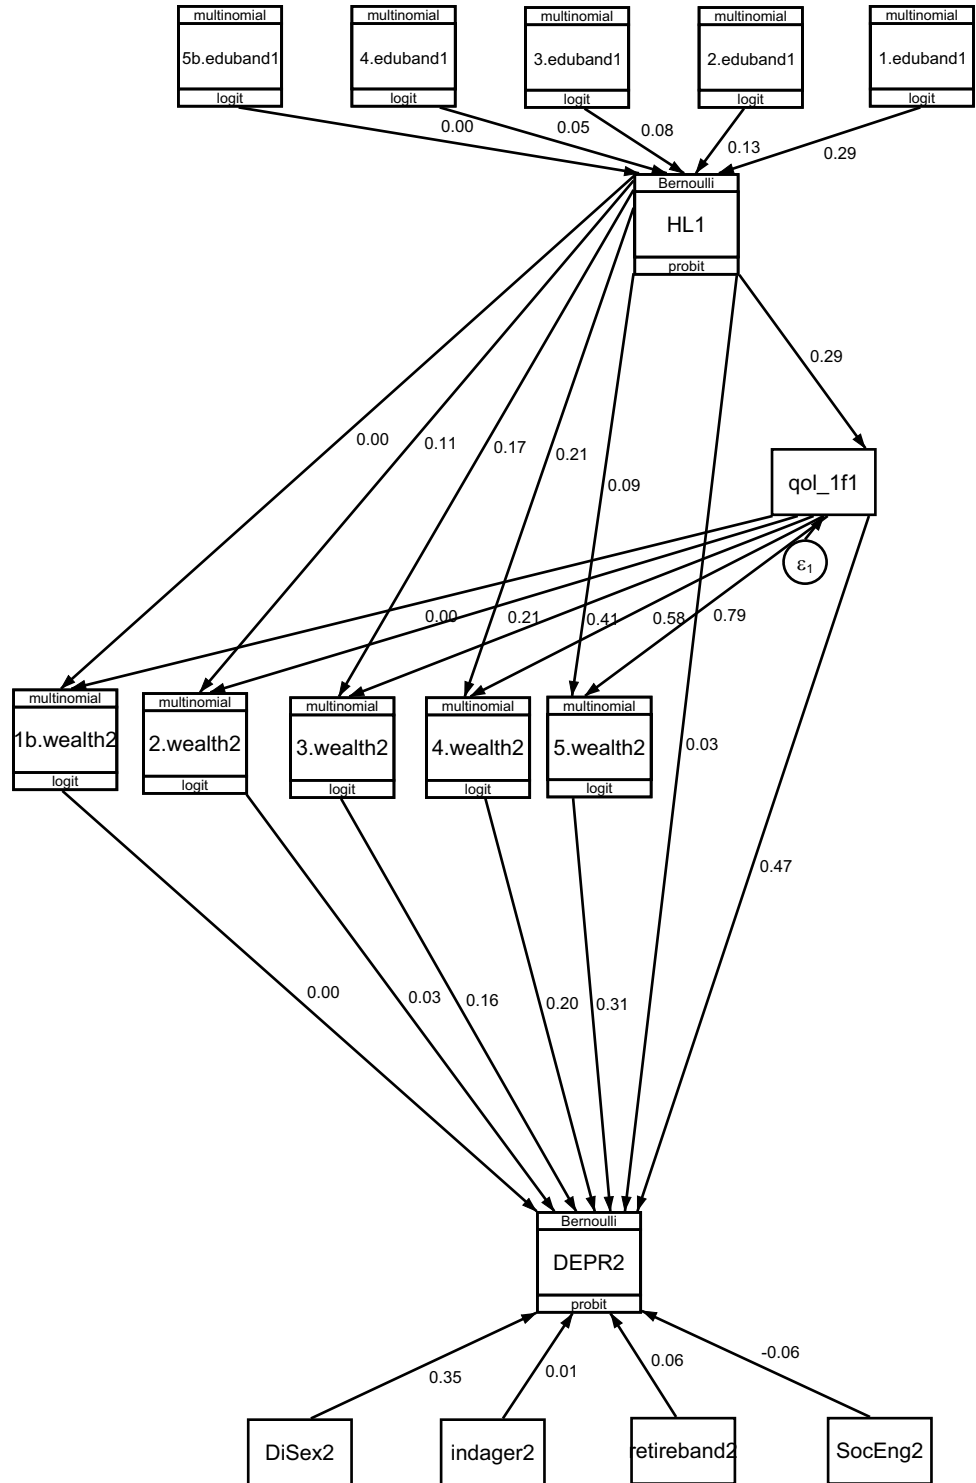 multinomial
5b.eduband1
logit
multinomial
4.eduband1
logit
multinomial
3.eduband1
logit
multinomial
2.eduband1
logit
multinomial
1.eduband1
logit
0.00
0.05
0.08
0.13
0.29
Bernoulli
HL1
probit
0.29
0.00
0.11
0.17
0.21
0.09
qol_1f1
ε1
0.00
0.21
0.41
0.58
0.79
multinomial
1b.wealth2
logit
multinomial
2.wealth2
logit
multinomial
3.wealth2
logit
multinomial
4.wealth2
logit
multinomial
5.wealth2
logit
0.03
0.47
0.00
0.03
0.16
0.20
0.31
Bernoulli
DEPR2
probit
0.35
0.01
0.06
-0.06
DiSex2
indager2
retireband2
SocEng2